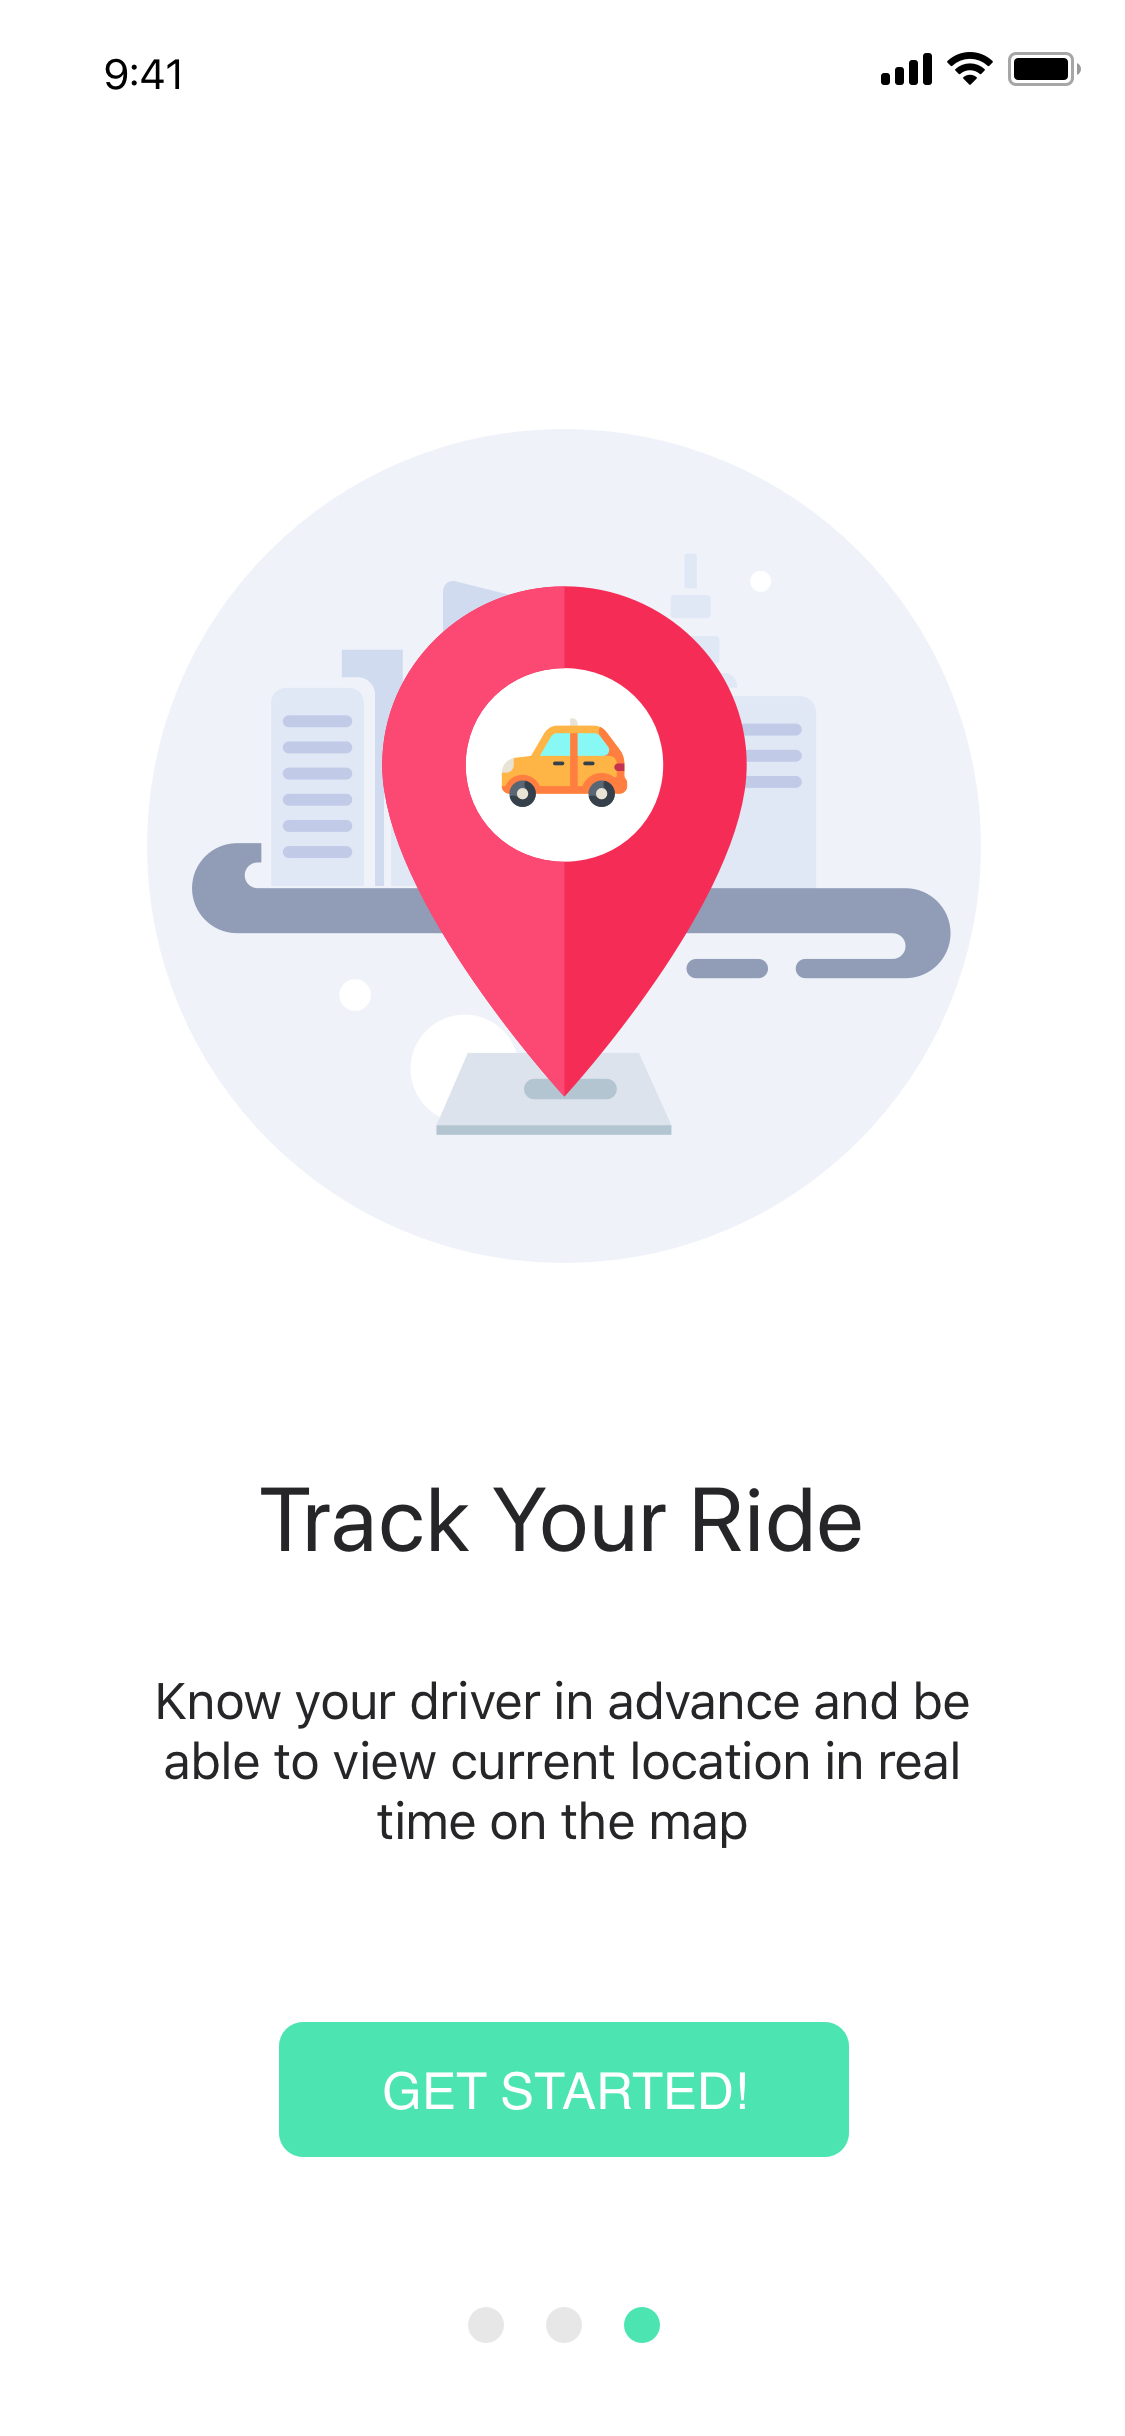 9:41
Track Your Ride
Know your driver in advance and be
able to view current location in real
time on the map
GET STARTED!